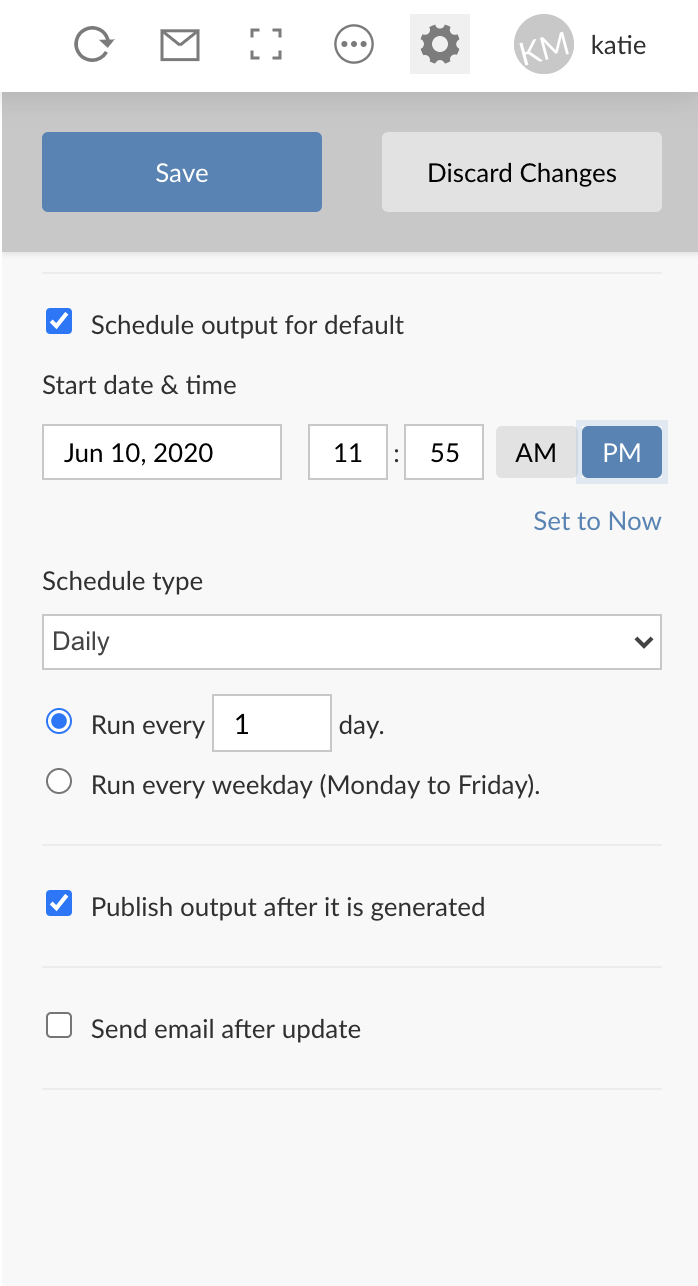 KM katie
Save Discard Changes
Schedule output for default
Start date & time
Jun 10, 2020 11 : 55 AM PM
Set to Now
Schedule type
Daily
Run every 1 day.
Run every weekday (Monday to Friday).
Publish output after it is generated
Send email after update